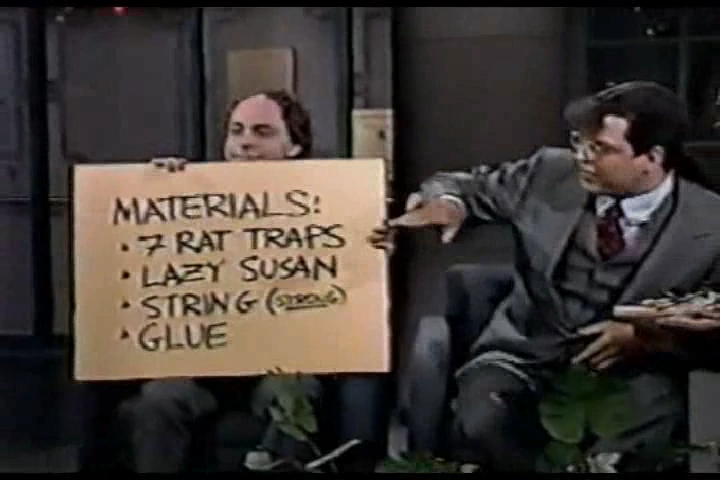 MATERIALS:
• 7 RAT TRAPS
• LAZY SUSAN
• STRING (STRONG)
• GLUE